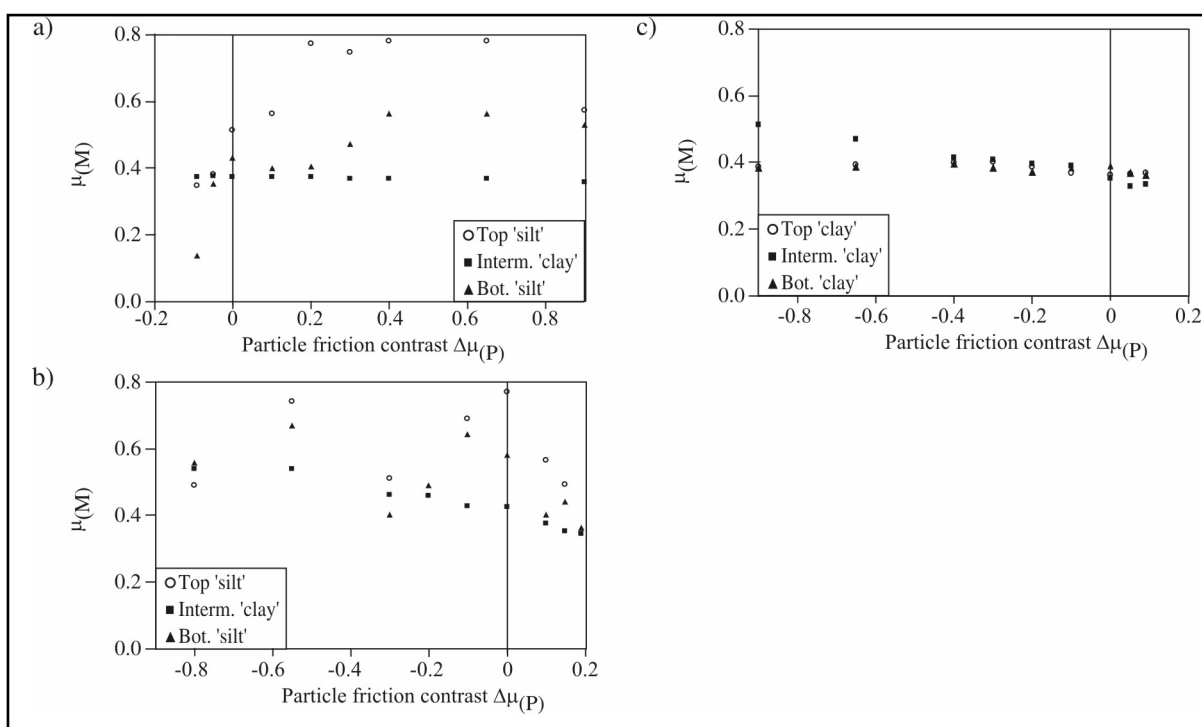 a)
0.8
0.6
0.4
0.2
0.0
μ(M)
Top 'silt'
Interm. 'clay'
Bot. 'silt'
-0.2 0 0.2 0.4 0.6 0.8
Particle friction contrast Δμ(P)
c)
0.8
0.6
0.4
0.2
0.0
μ(M)
Top 'clay'
Interm. 'clay'
Bot. 'clay'
-0.8 -0.6 -0.4 -0.2 0 0.2
Particle friction contrast Δμ(P)
b)
0.8
0.6
0.4
0.2
0.0
μ(M)
Top 'silt'
Interm. 'clay'
Bot. 'silt'
-0.8 -0.6 -0.4 -0.2 0 0.2
Particle friction contrast Δμ(P)